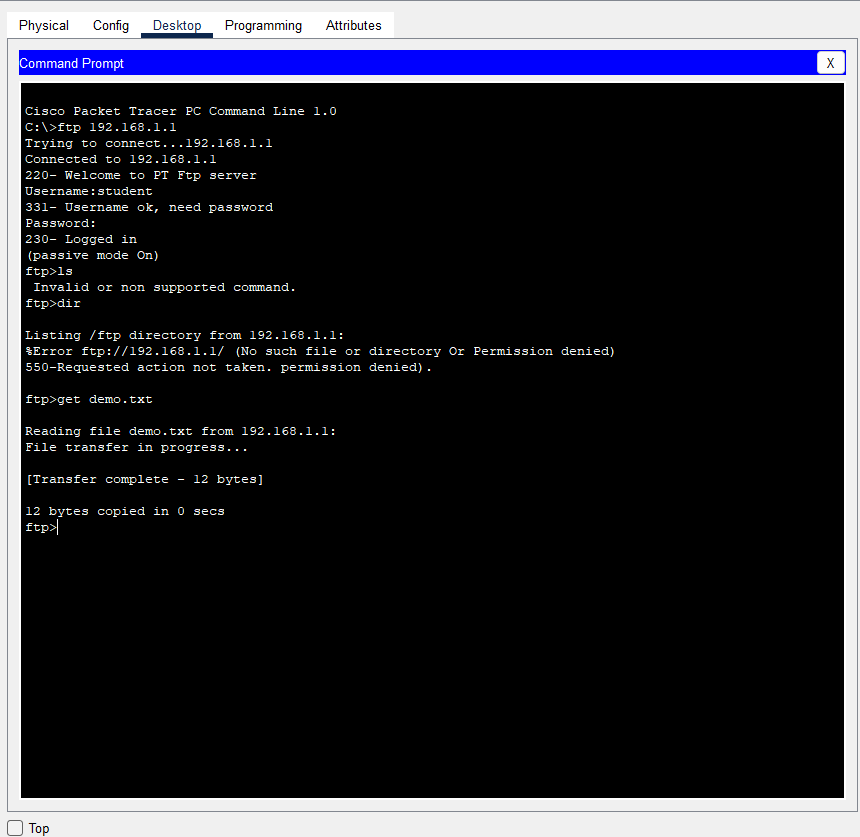 Physical Config Desktop Programming Attributes
Command Prompt X
Cisco Packet Tracer PC Command Line 1.0
C:\>ftp 192.168.1.1
Trying to connect...192.168.1.1
Connected to 192.168.1.1
220- Welcome to PT Ftp server
Username:student
331- Username ok, need password
Password:
230- Logged in
(passive mode On)
ftp>ls
 Invalid or non supported command.
ftp>dir
Listing /ftp directory from 192.168.1.1:
%Error ftp://192.168.1.1/ (No such file or directory Or Permission denied)
550-Requested action not taken. permission denied).
ftp>get demo.txt
Reading file demo.txt from 192.168.1.1:
File transfer in progress...
[Transfer complete - 12 bytes]
12 bytes copied in 0 secs
ftp>
Top